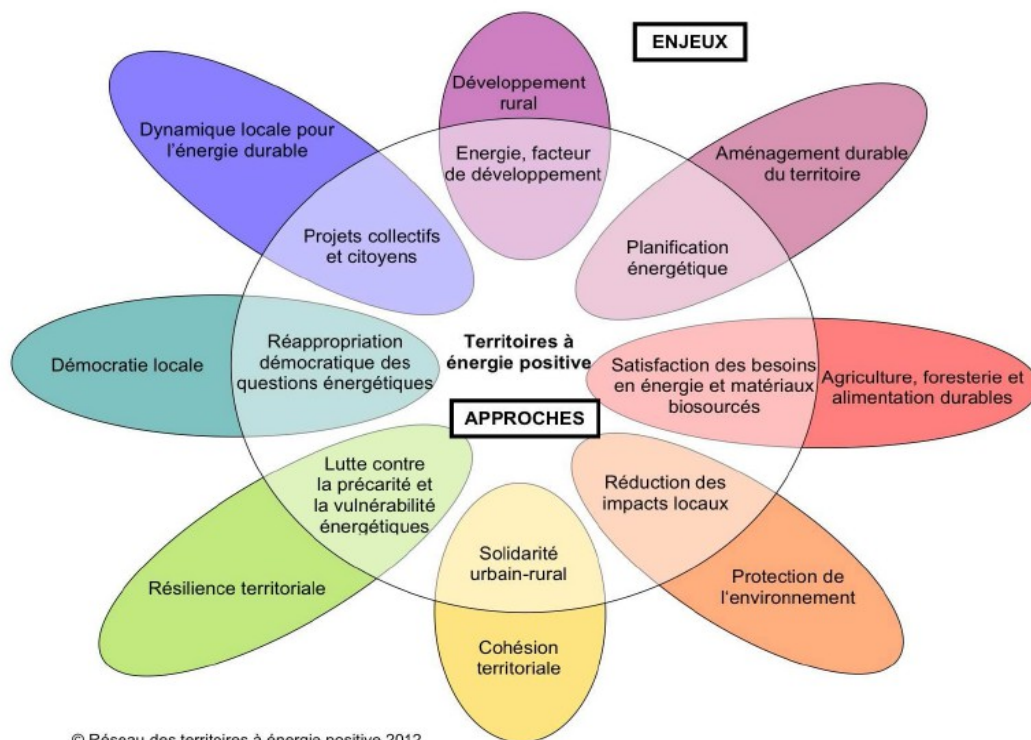 ENJEUX
Développement
rural
Energie, facteur
de développement
Dynamique locale pour
l'énergie durable
Projets collectifs
et citoyens
Aménagement durable
du territoire
Planification
énergétique
Démocratie locale
Réappropriation
démocratique des
questions énergétiques
Territoires à
énergie positive
APPROCHES
Satisfaction des besoins
en énergie et matériaux
biosourcés
Agriculture, foresterie et
alimentation durables
Lutte contre
la précarité et
la vulnérabilité
énergétiques
Résilience territoriale
Solidarité
urbain-rural
Cohésion
territoriale
Réduction des
impacts locaux
Protection de
l'environnement
© Réseau des territoires à énergie positive 2012